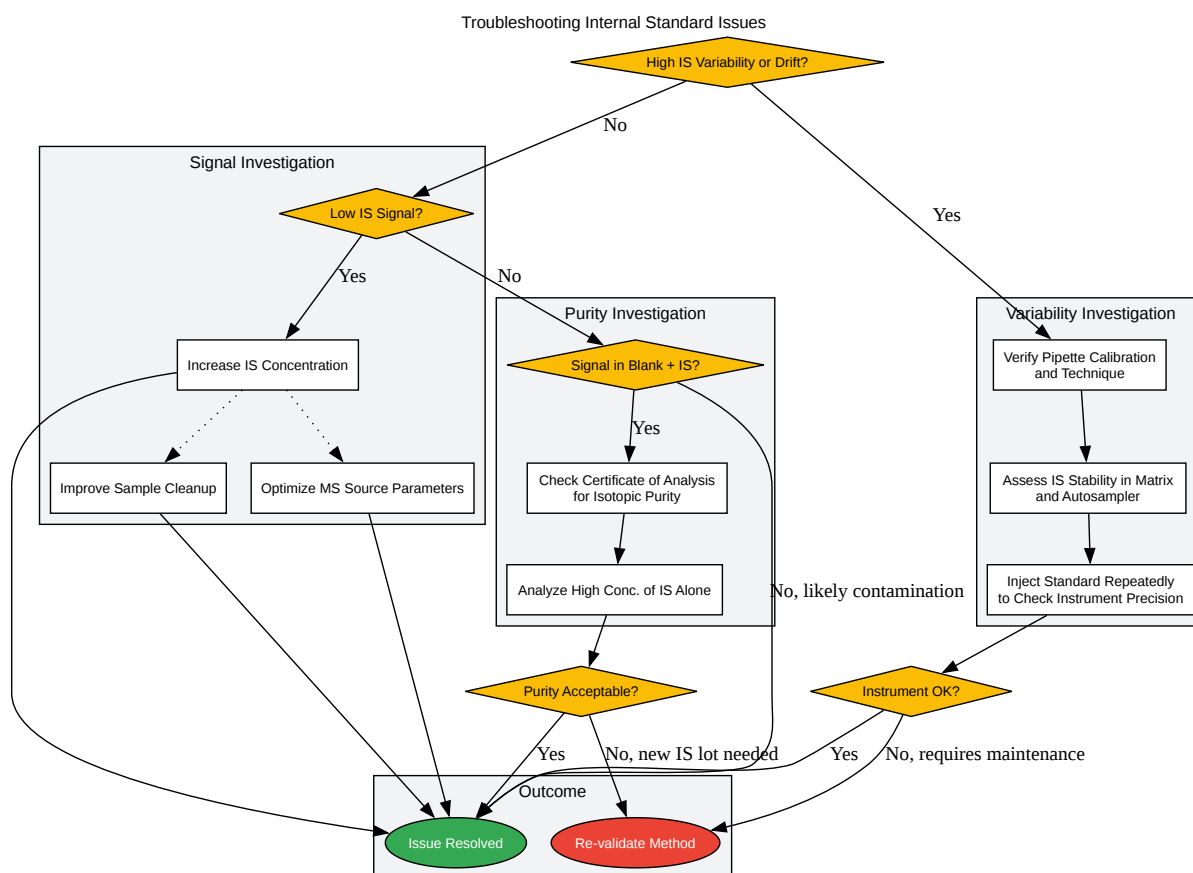 Troubleshooting Internal Standard Issues
High IS Variability or Drift?
No
Yes
Signal Investigation
Low IS Signal?
Yes
No
Purity Investigation
Variability Investigation
Increase IS Concentration
Signal in Blank + IS?
Verify Pipette Calibration
and Technique
Yes
Improve Sample Cleanup
Optimize MS Source Parameters
Check Certificate of Analysis
for Isotopic Purity
Assess IS Stability in Matrix
and Autosampler
Analyze High Conc. of IS Alone
No, likely contamination
Inject Standard Repeatedly
to Check Instrument Precision
Purity Acceptable?
Instrument OK?
Yes
No, new IS lot needed
Yes
No, requires maintenance
Outcome
Issue Resolved
Re-validate Method